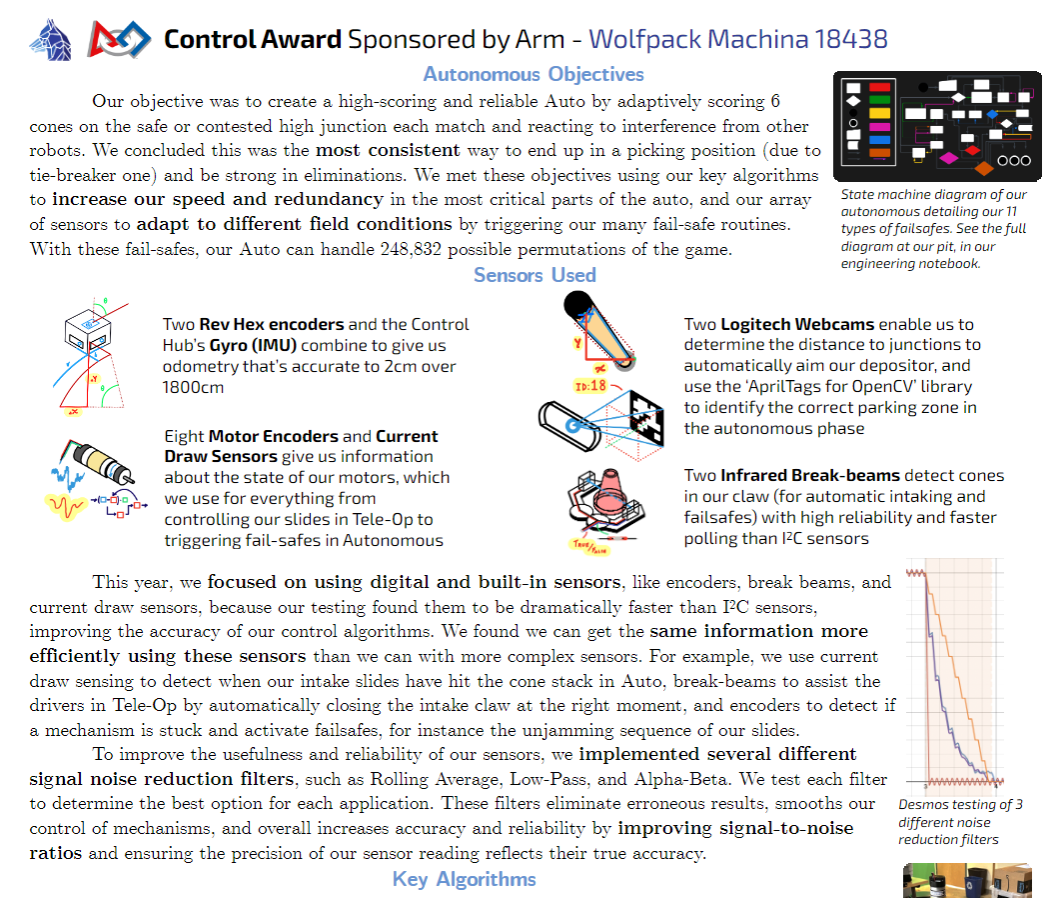 Control Award Sponsored by Arm - Wolfpack Machina 18438
Autonomous Objectives
Our objective was to create a high-scoring and reliable Auto by adaptively scoring 6
cones on the safe or contested high junction each match and reacting to interference from other
robots. We concluded this was the most consistent way to end up in a picking position (due to
tie-breaker one) and be strong in eliminations. We met these objectives using our key algorithms
to increase our speed and redundancy in the most critical parts of the auto, and our array
of sensors to adapt to different field conditions by triggering our many fail-safe routines.
With these fail-safes, our Auto can handle 248,832 possible permutations of the game.
State machine diagram of our
autonomous detailing our 11
types of failsafes. See the full
diagram at our pit, in our
engineering notebook.
Sensors Used
Two Rev Hex encoders and the Control
Hub's Gyro (IMU) combine to give us
odometry that's accurate to 2cm over
1800cm
Eight Motor Encoders and Current
Draw Sensors give us information
about the state of our motors, which
we use for everything from
controlling our slides in Tele-Op to
triggering fail-safes in Autonomous
Y
X
ID:18
Two Logitech Webcams enable us to
determine the distance to junctions to
automatically aim our depositor, and
use the 'AprilTags for OpenCV' library
to identify the correct parking zone in
the autonomous phase
True/False
Two Infrared Break-beams detect cones
in our claw (for automatic intaking and
failsafes) with high reliability and faster
polling than I²C sensors
This year, we focused on using digital and built-in sensors, like encoders, break beams, and
current draw sensors, because our testing found them to be dramatically faster than I²C sensors,
improving the accuracy of our control algorithms. We found we can get the same information more
efficiently using these sensors than we can with more complex sensors. For example, we use current
draw sensing to detect when our intake slides have hit the cone stack in Auto, break-beams to assist the
drivers in Tele-Op by automatically closing the intake claw at the right moment, and encoders to detect if
a mechanism is stuck and activate failsafes, for instance the unjamming sequence of our slides.
To improve the usefulness and reliability of our sensors, we implemented several different
signal noise reduction filters, such as Rolling Average, Low-Pass, and Alpha-Beta. We test each filter
to determine the best option for each application. These filters eliminate erroneous results, smooths our
control of mechanisms, and overall increases accuracy and reliability by improving signal-to-noise
ratios and ensuring the precision of our sensor reading reflects their true accuracy.
Desmos testing of 3
different noise
reduction filters
Key Algorithms